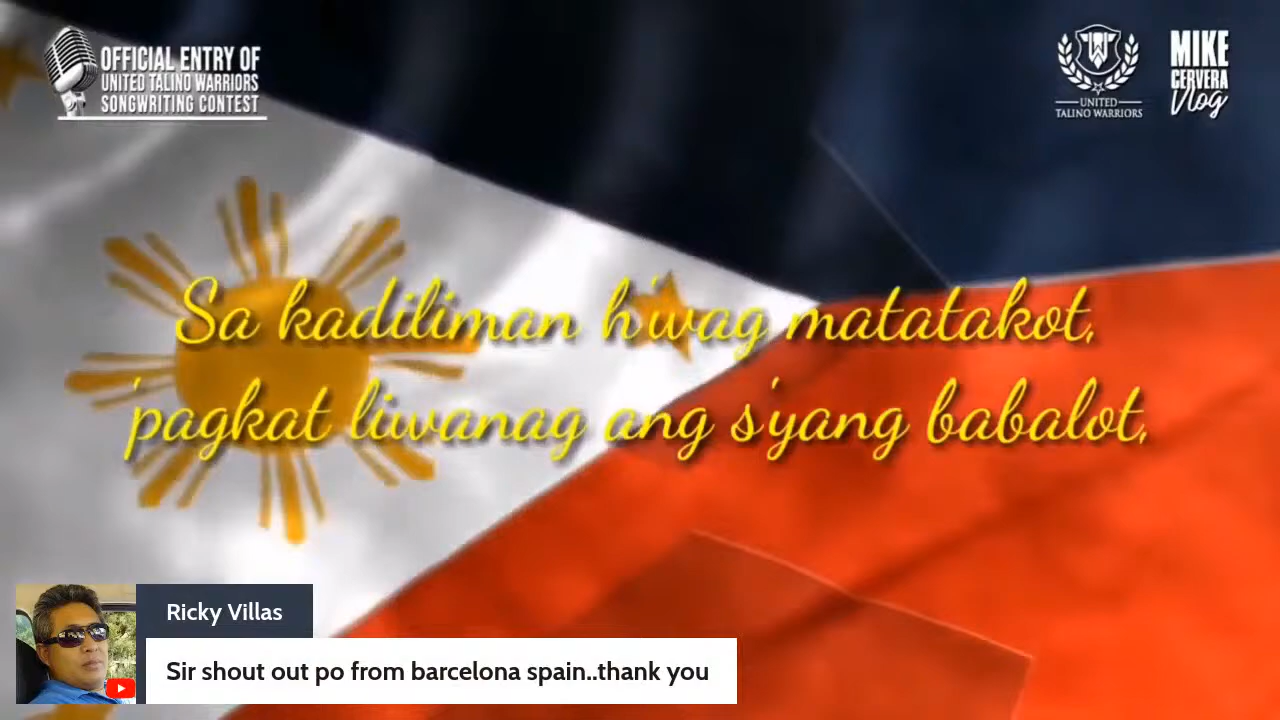 OFFICIAL ENTRY OF
UNITED TALINO WARRIORS
SONGWRITING CONTEST
UNITED
TALINO WARRIORS
MIKE
CERVERA
Vlog
Sa kadiliman h'wag matatakot,
'pagkat liwanag ang s'yang babalot,
Ricky Villas
Sir shout out po from barcelona spain..thank you